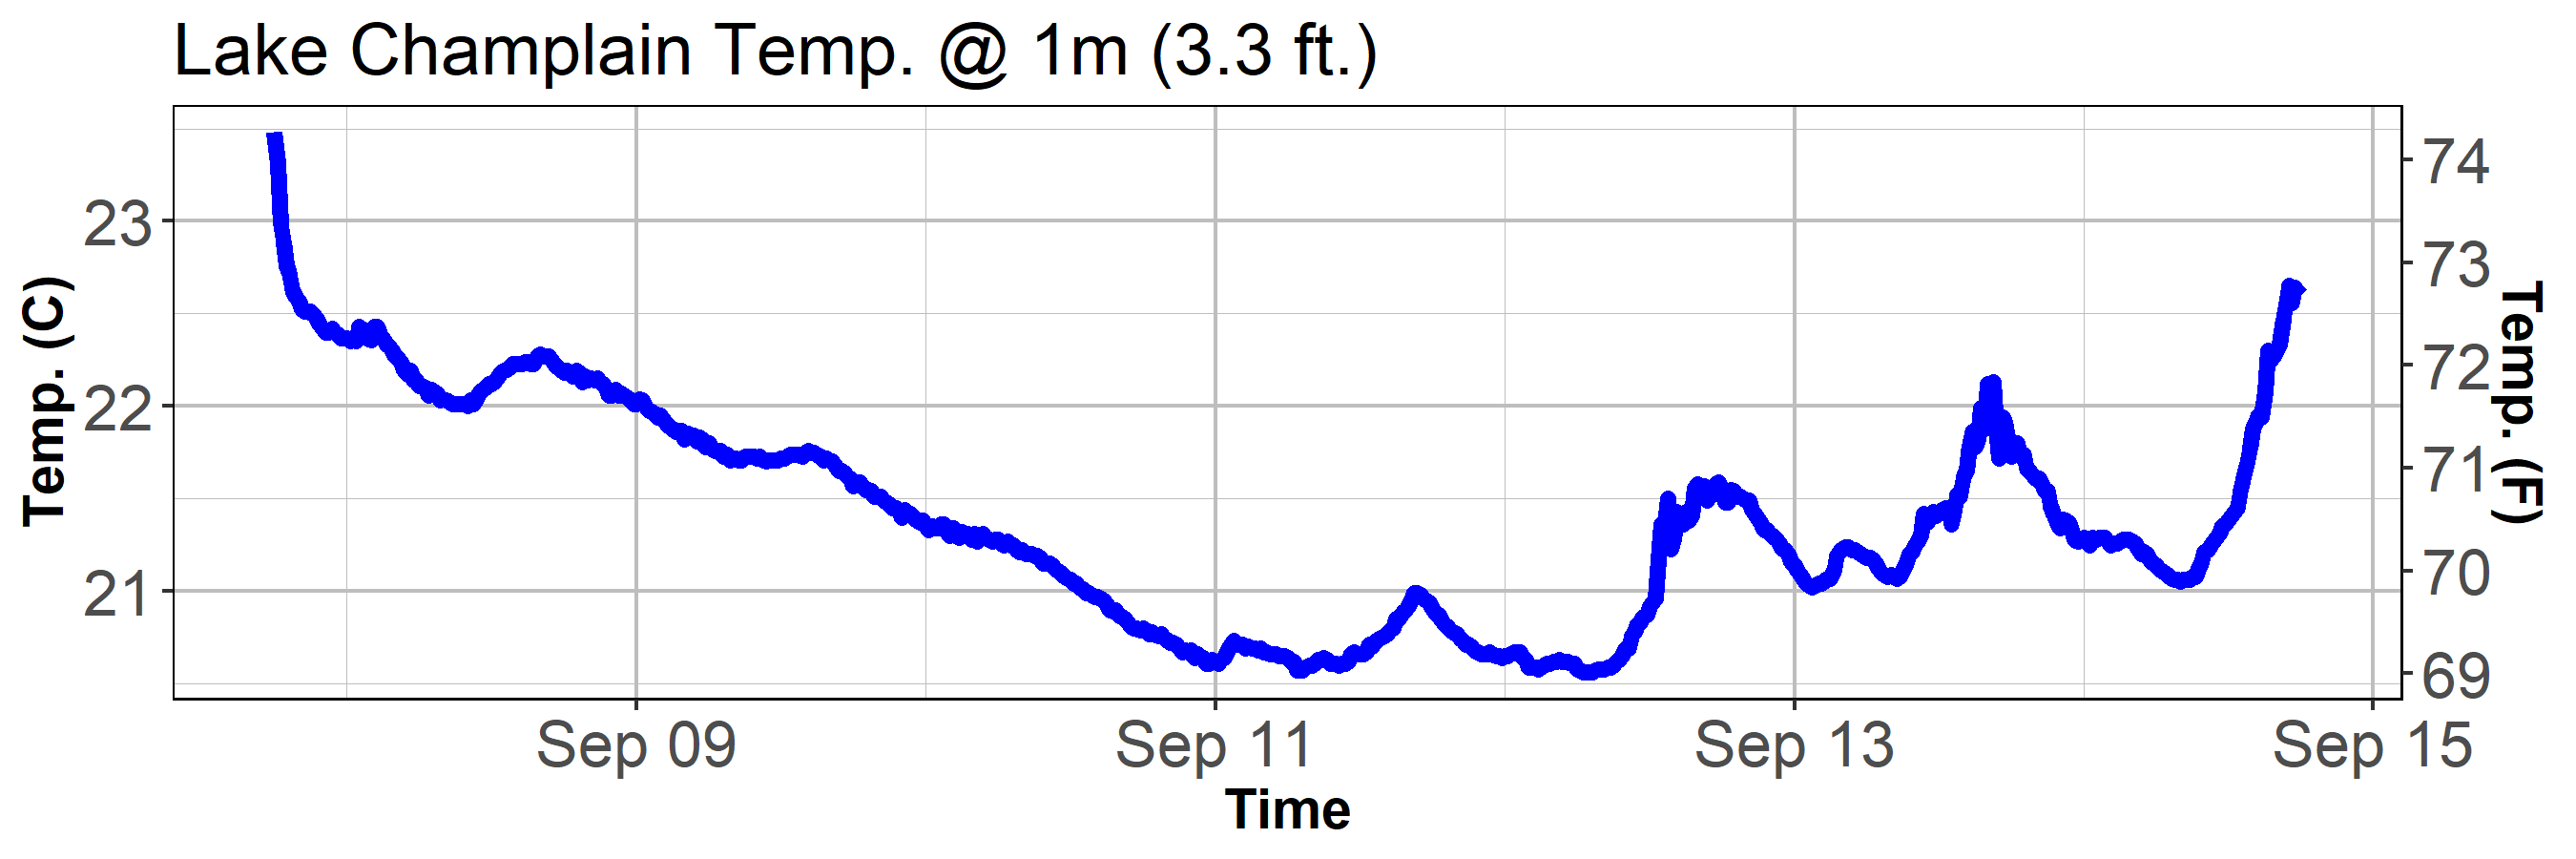 Lake Champlain Temp. @ 1m (3.3 ft.)
Temp. (C)
23
22
21
74
73
72
71
70
69
Temp. (F)
Sep 09
Sep 11
Sep 13
Sep 15
Time